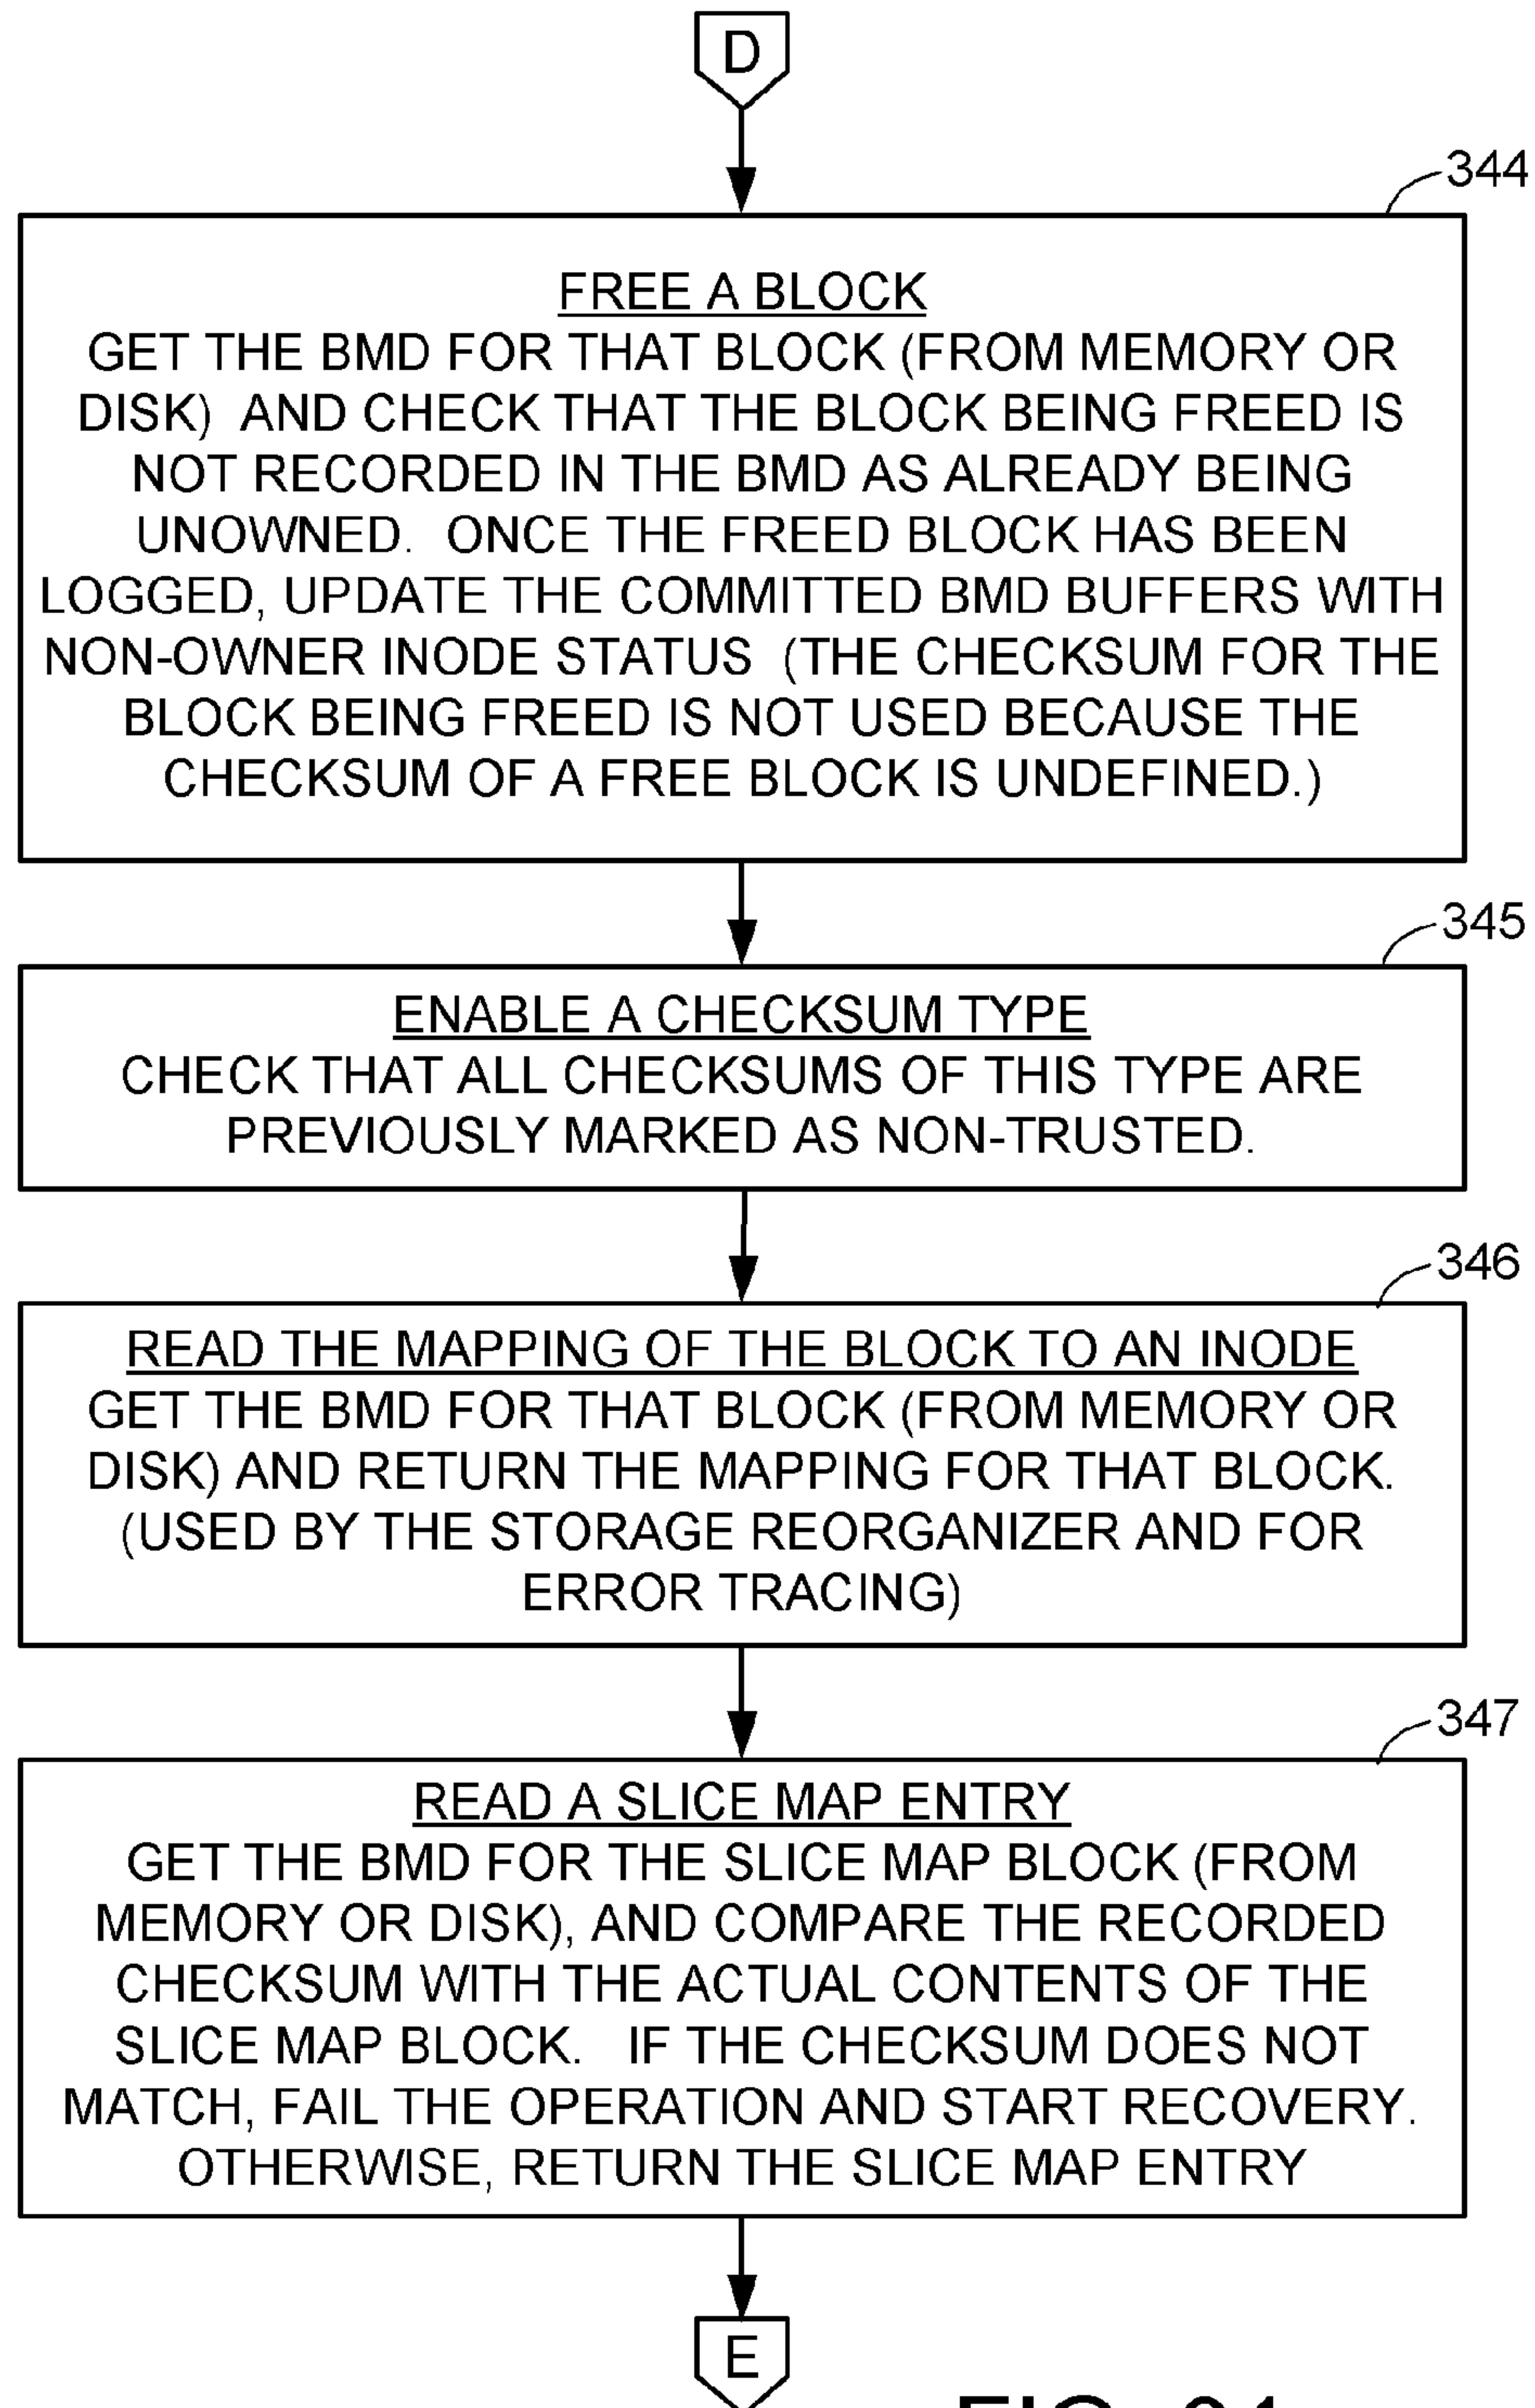 D
344
FREE A BLOCK
GET THE BMD FOR THAT BLOCK (FROM MEMORY OR
DISK) AND CHECK THAT THE BLOCK BEING FREED IS
NOT RECORDED IN THE BMD AS ALREADY BEING
UNOWNED. ONCE THE FREED BLOCK HAS BEEN
LOGGED, UPDATE THE COMMITTED BMD BUFFERS WITH
NON-OWNER INODE STATUS (THE CHECKSUM FOR THE
BLOCK BEING FREED IS NOT USED BECAUSE THE
CHECKSUM OF A FREE BLOCK IS UNDEFINED.)
345
ENABLE A CHECKSUM TYPE
CHECK THAT ALL CHECKSUMS OF THIS TYPE ARE
PREVIOUSLY MARKED AS NON-TRUSTED.
346
READ THE MAPPING OF THE BLOCK TO AN INODE
GET THE BMD FOR THAT BLOCK (FROM MEMORY OR
DISK) AND RETURN THE MAPPING FOR THAT BLOCK.
(USED BY THE STORAGE REORGANIZER AND FOR
ERROR TRACING)
347
READ A SLICE MAP ENTRY
GET THE BMD FOR THE SLICE MAP BLOCK (FROM
MEMORY OR DISK), AND COMPARE THE RECORDED
CHECKSUM WITH THE ACTUAL CONTENTS OF THE
SLICE MAP BLOCK. IF THE CHECKSUM DOES NOT
MATCH, FAIL THE OPERATION AND START RECOVERY.
OTHERWISE, RETURN THE SLICE MAP ENTRY
E